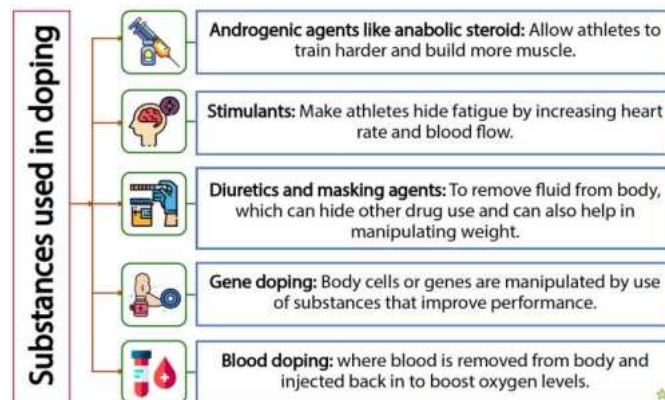 Substances used in doping
Androgenic agents like anabolic steroid: Allow athletes to
train harder and build more muscle.
Stimulants: Make athletes hide fatigue by increasing heart
rate and blood flow.
Diuretics and masking agents: To remove fluid from body,
which can hide other drug use and can also help in
manipulating weight.
Gene doping: Body cells or genes are manipulated by use
of substances that improve performance.
Blood doping: where blood is removed from body and
injected back in to boost oxygen levels.